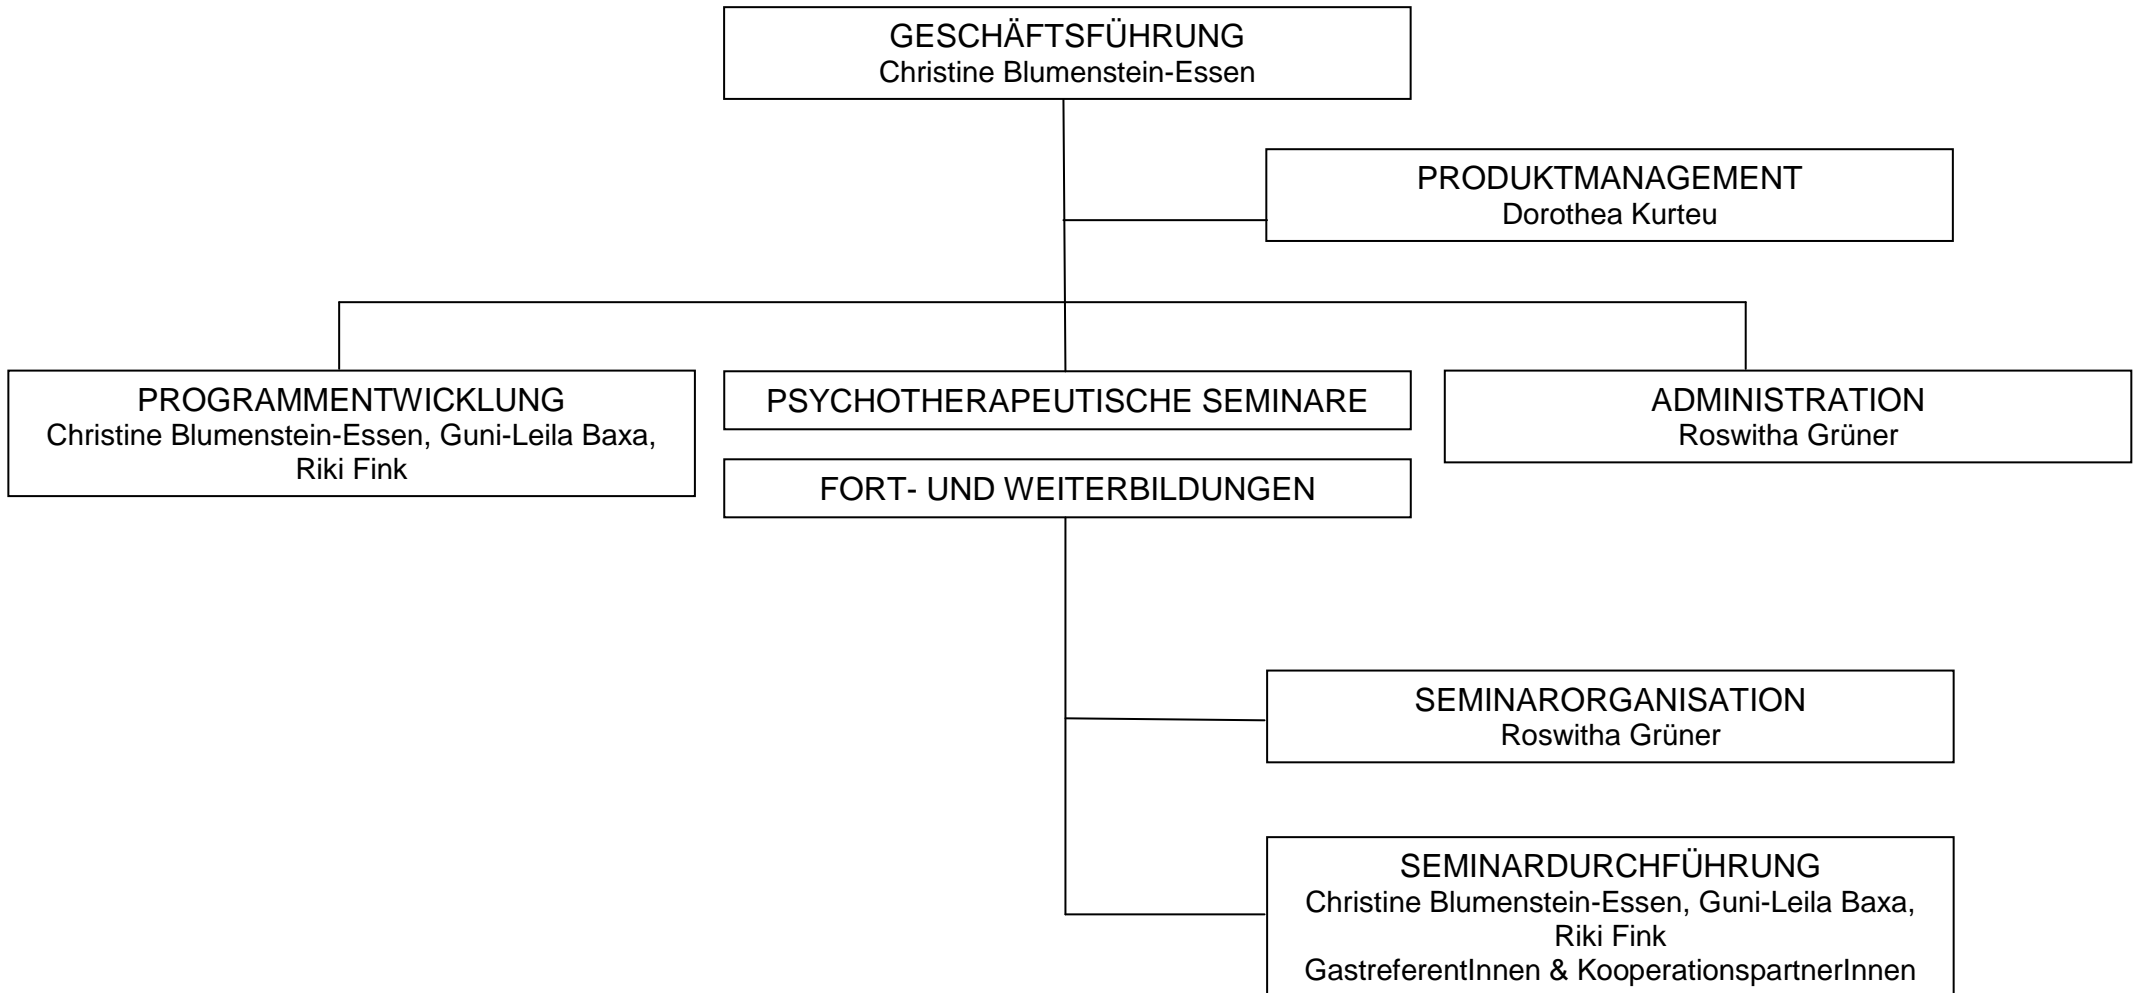 GESCHÄFTSFÜHRUNG
Christine Blumenstein-Essen
PRODUKTMANAGEMENT
Dorothea Kurteu
PROGRAMMENTWICKLUNG
Christine Blumenstein-Essen, Guni-Leila Baxa,
Riki Fink
PSYCHOTHERAPEUTISCHE SEMINARE
FORT- UND WEITERBILDUNGEN
ADMINISTRATION
Roswitha Grüner
SEMINARORGANISATION
Roswitha Grüner
SEMINARDURCHFÜHRUNG
Christine Blumenstein-Essen, Guni-Leila Baxa,
Riki Fink
GastreferentInnen & KooperationspartnerInnen